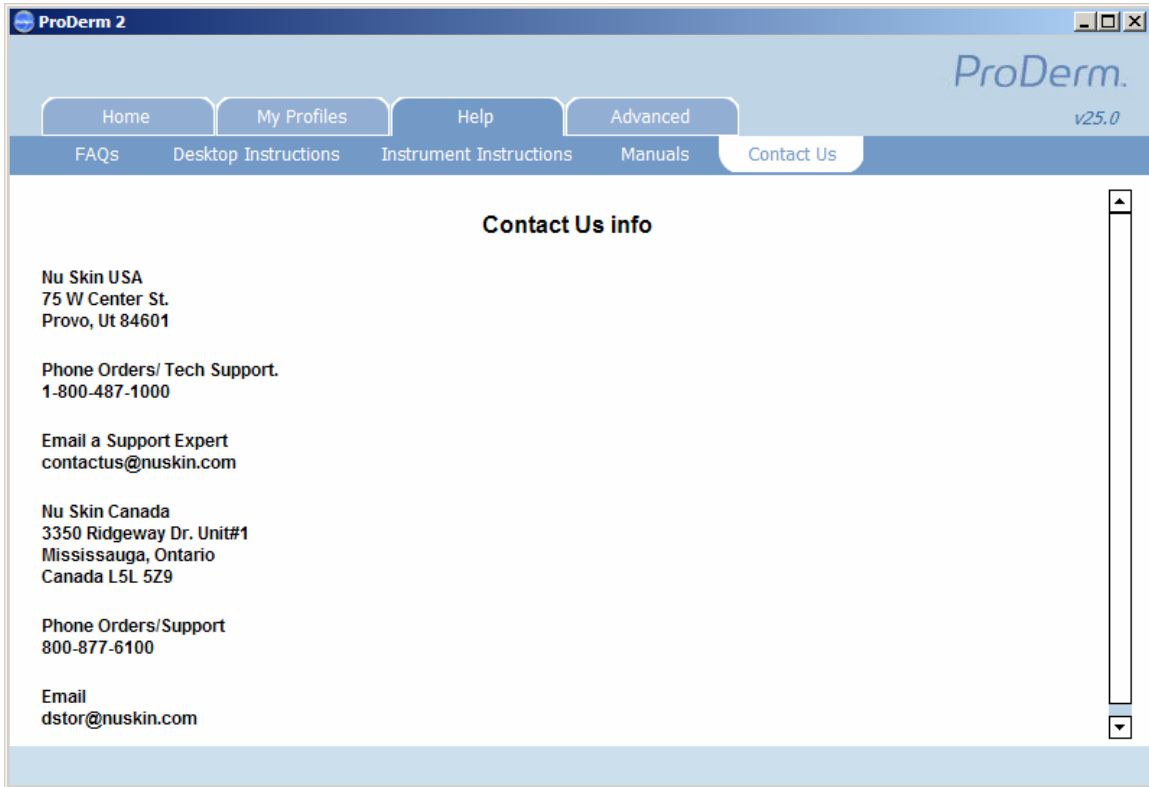 ProDerm 2
ProDerm.
Home My Profiles Help Advanced v25.0
FAQs Desktop Instructions Instrument Instructions Manuals Contact Us
Contact Us info
Nu Skin USA
75 W Center St.
Provo, Ut 84601
Phone Orders/ Tech Support.
1-800-487-1000
Email a Support Expert
contactus@nuskin.com
Nu Skin Canada
3350 Ridgeway Dr. Unit#1
Mississauga, Ontario
Canada L5L 5Z9
Phone Orders/Support
800-877-6100
Email
dstor@nuskin.com